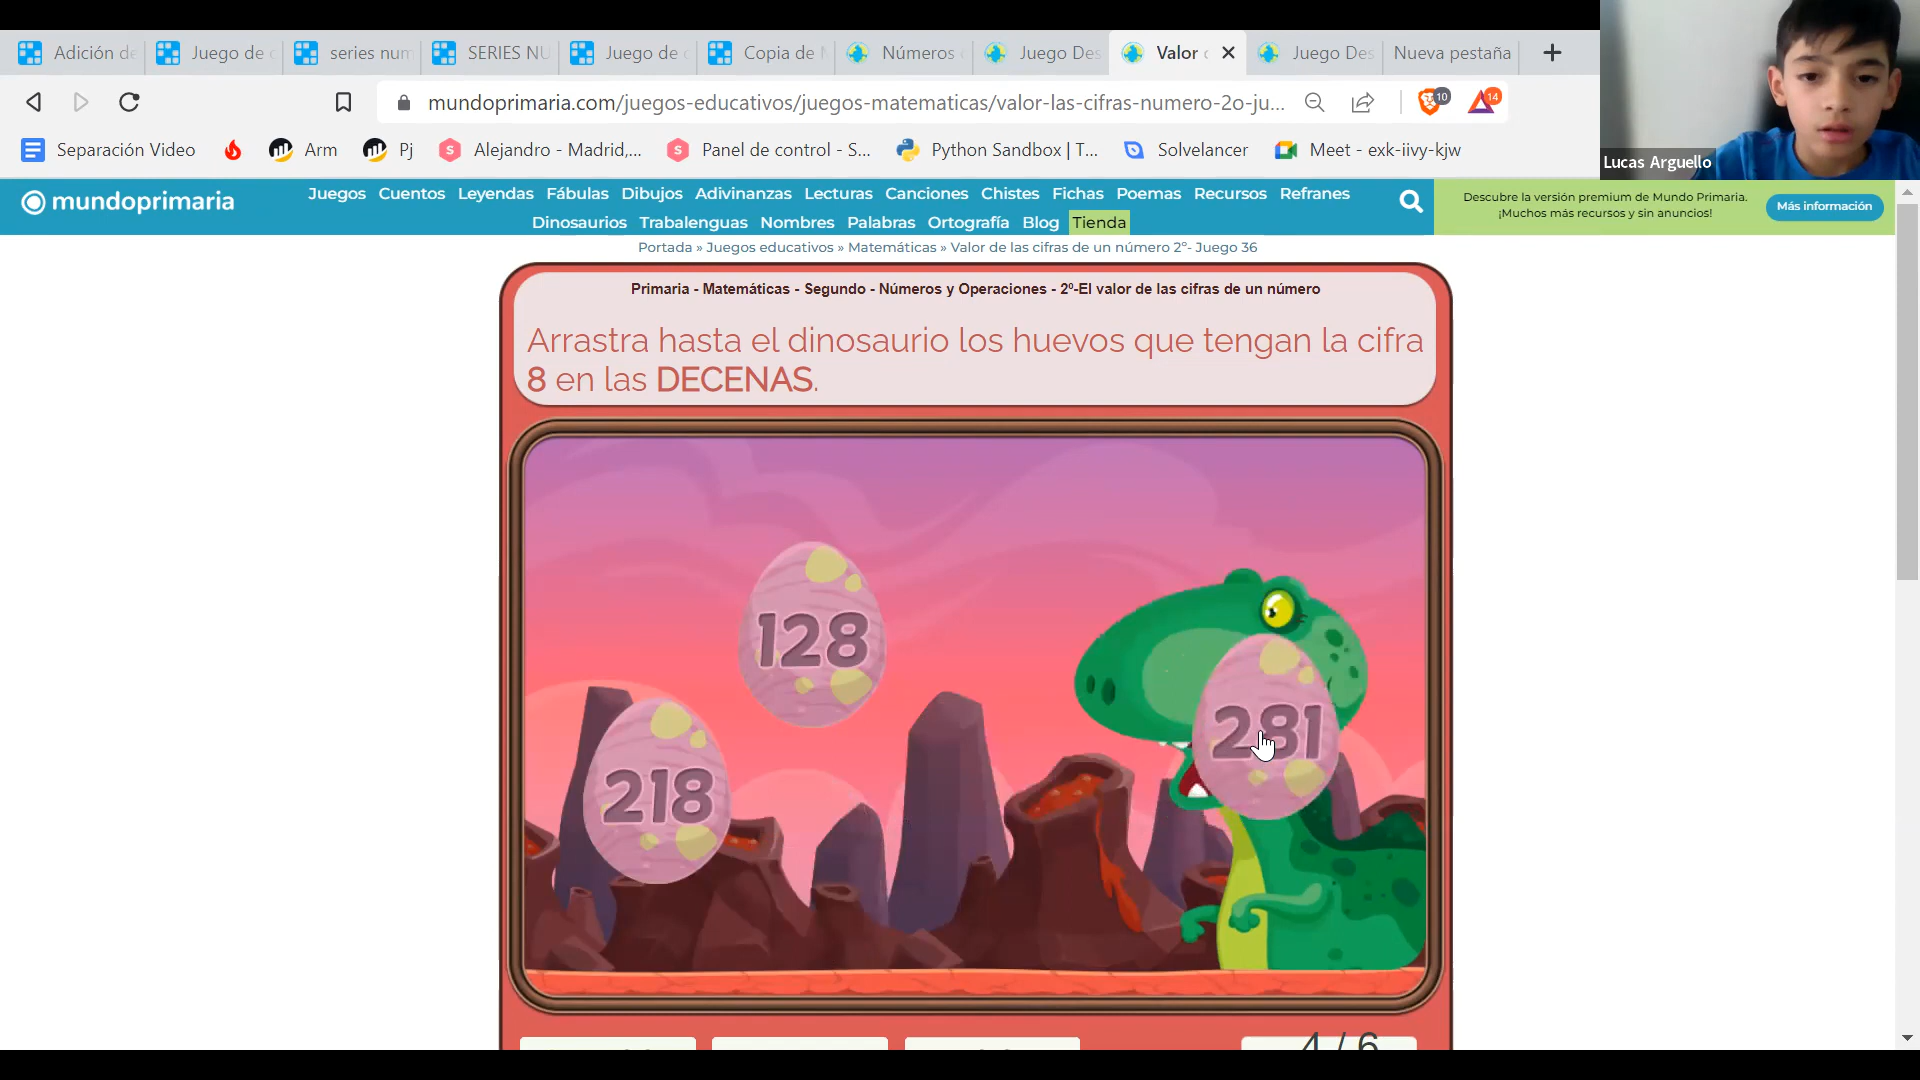 Adición de
Juego de c
series num
SERIES NU
Juego de c
Copia de
Números
Juego Des
Valor
Juego Des
Nueva pestaña
mundoprimaria.com/juegos-educativos/juegos-matematicas/valor-las-cifras-numero-2o-ju...
10
14
Separación Video
Arm
Pj
Alejandro - Madrid,...
Panel de control - S...
Python Sandbox | T...
Solvelancer
Meet - exk-iivy-kjw
Lucas Arguello
mundoprimaria
Juegos Cuentos Leyendas Fábulas Dibujos Adivinanzas Lecturas Canciones Chistes Fichas Poemas Recursos Refranes
Dinosaurios Trabalenguas Nombres Palabras Ortografía Blog Tienda
Descubre la versión premium de Mundo Primaria.
¡Muchos más recursos y sin anuncios!
Más información
Portada » Juegos educativos » Matemáticas » Valor de las cifras de un número 2º- Juego 36
Primaria - Matemáticas - Segundo - Números y Operaciones - 2º-El valor de las cifras de un número
Arrastra hasta el dinosaurio los huevos que tengan la cifra
8 en las DECENAS.
128
281
218
4 / 6